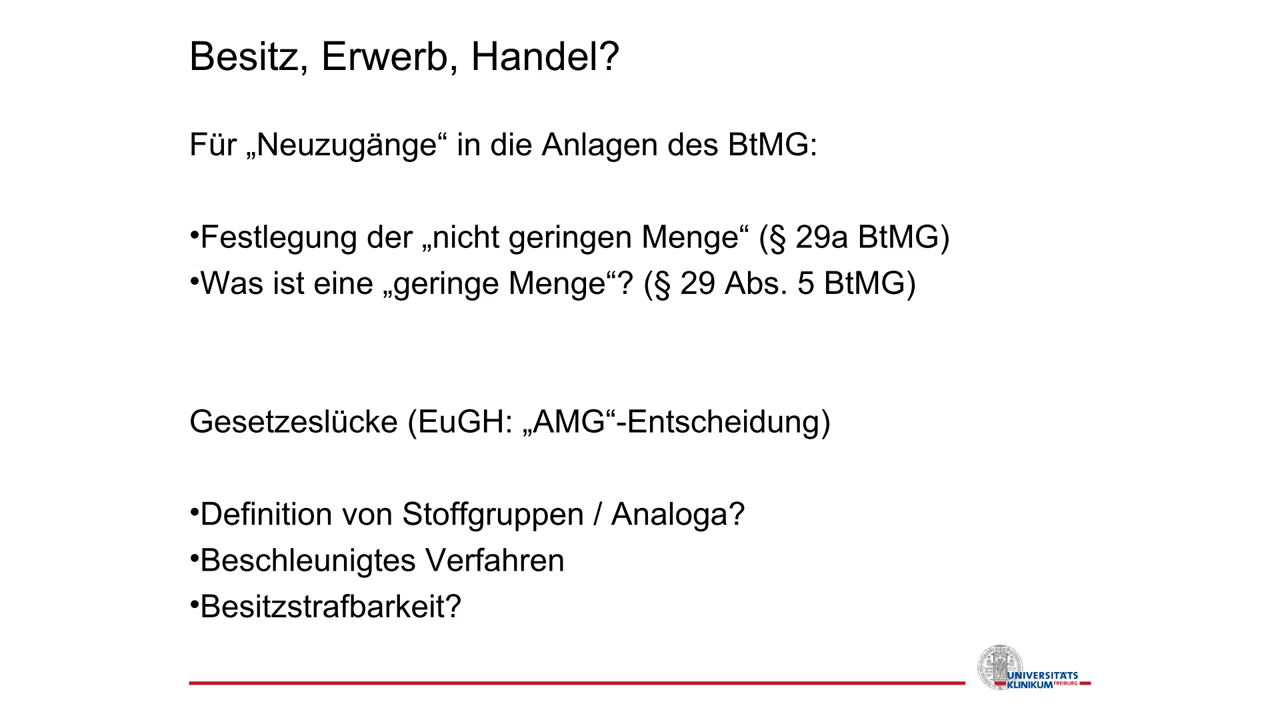 Besitz, Erwerb, Handel?
Für „Neuzugänge“ in die Anlagen des BtMG:
•Festlegung der „nicht geringen Menge“ (§ 29a BtMG)
•Was ist eine „geringe Menge“? (§ 29 Abs. 5 BtMG)
Gesetzeslücke (EuGH: „AMG“-Entscheidung)
•Definition von Stoffgruppen / Analoga?
•Beschleunigtes Verfahren
•Besitzstrafbarkeit?
UNIVERSITÄTS
KLINIKUM FREIBURG